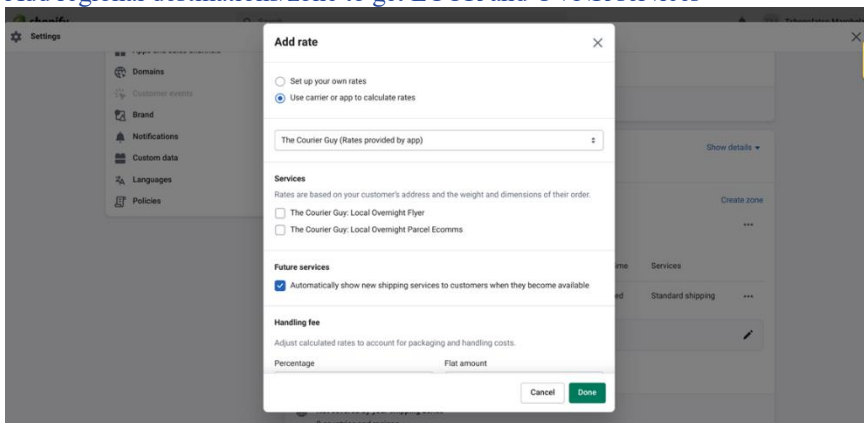 Settings
Domains
Customer events
Brand
Notifications
Custom data
Languages
Policies
Add rate
Set up your own rates
Use carrier or app to calculate rates
The Courier Guy (Rates provided by app)
Services
Rates are based on your customer's address and the weight and dimensions of their order.
The Courier Guy: Local Overnight Flyer
The Courier Guy: Local Overnight Parcel Ecomms
Future services
Automatically show new shipping services to customers when they become available
Handling fee
Adjust calculated rates to account for packaging and handling costs.
Percentage Flat amount
Cancel Done
Show details
Create zone
Services
Standard shipping